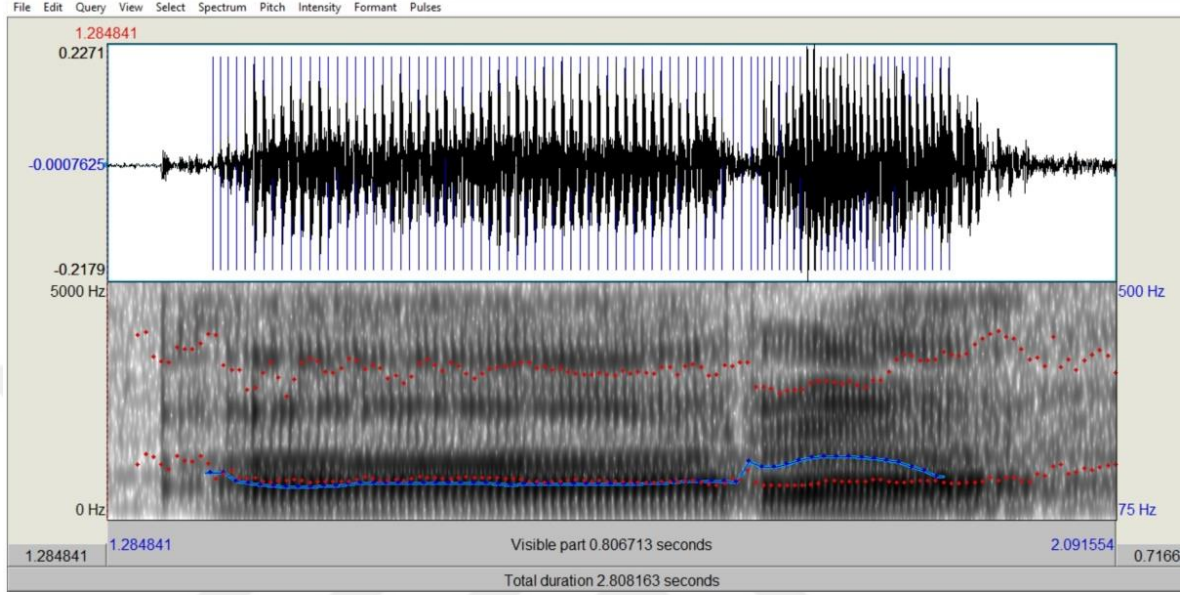 File Edit Query View Select Spectrum Pitch Intensity Formant Pulses
1.284841
0.2271
-0.0007625
-0.2179
5000 Hz 500 Hz
0 Hz 75 Hz
1.284841 Visible part 0.806713 seconds 2.091554
1.284841 0.7166
Total duration 2.808163 seconds